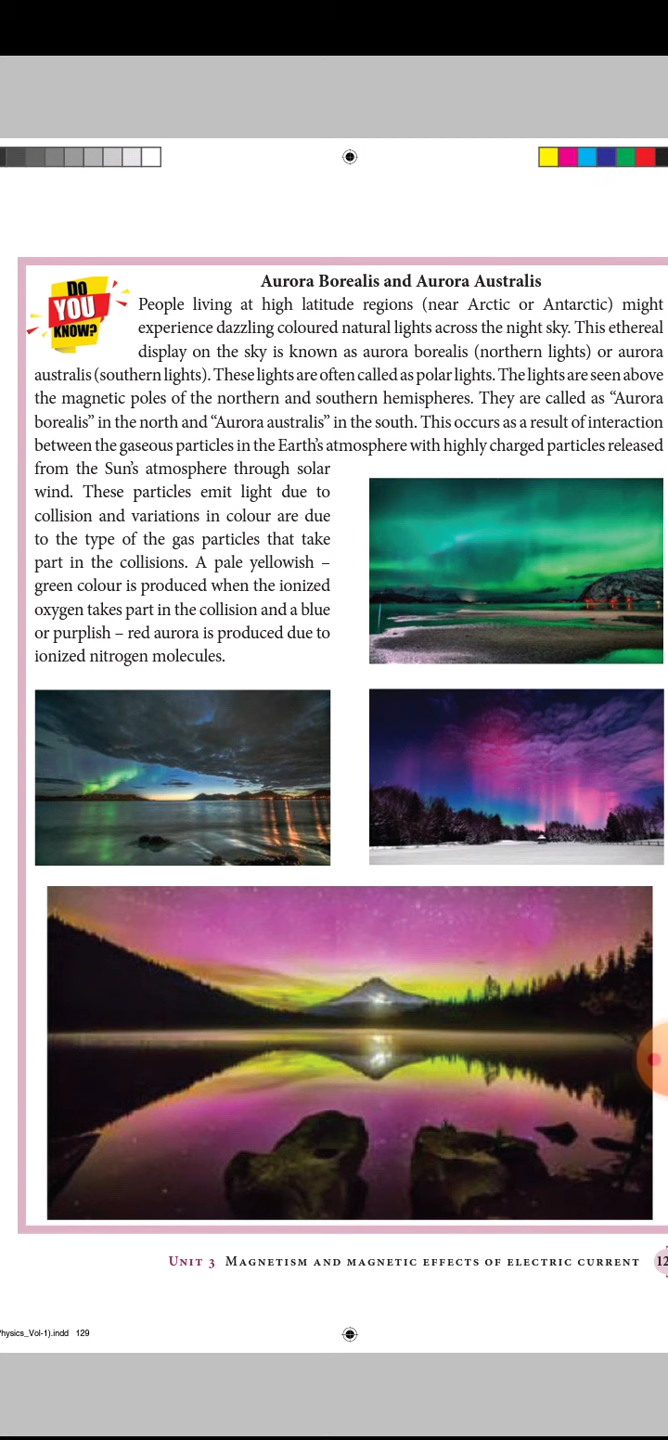 DO
YOU
KNOW?
Aurora Borealis and Aurora Australis
People living at high latitude regions (near Arctic or Antarctic) might
experience dazzling coloured natural lights across the night sky. This ethereal
display on the sky is known as aurora borealis (northern lights) or aurora
australis (southern lights). These lights are often called as polar lights. The lights are seen above
the magnetic poles of the northern and southern hemispheres. They are called as “Aurora
borealis” in the north and “Aurora australis” in the south. This occurs as a result of interaction
between the gaseous particles in the Earth’s atmosphere with highly charged particles released
from the Sun’s atmosphere through solar
wind. These particles emit light due to
collision and variations in colour are due
to the type of the gas particles that take
part in the collisions. A pale yellowish –
green colour is produced when the ionized
oxygen takes part in the collision and a blue
or purplish – red aurora is produced due to
ionized nitrogen molecules.
Unit 3 Magnetism and magnetic effects of electric current 12
Physics_Vol-1).indd 129